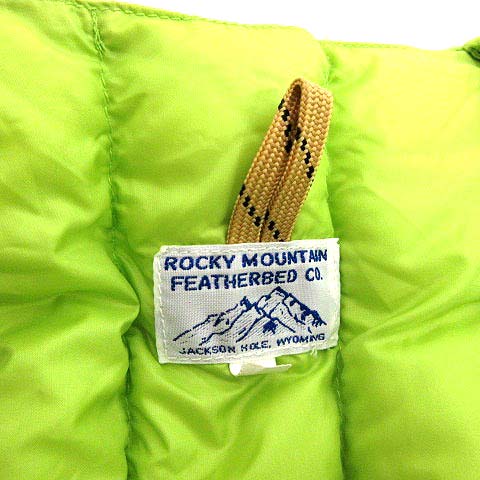 ROCKY MOUNTAIN
FEATHERBED CO.
JACKSON HOLE, WYOMING